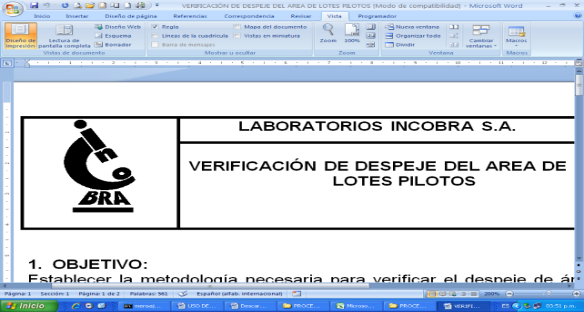 VERIFICACIÓN DE DESPEJE DEL AREA DE LOTES PILOTOS [Modo de compatibilidad] - Microsoft Word
Inicio Insertar Diseño de página Referencias Correspondencia Revisar Vista Programador
Diseño de impresión
Lectura de pantalla completa
Diseño Web
Esquema
Borrador
Vistas de documento
Regla
Líneas de la cuadrícula
Barra de mensajes
Mapa del documento
Vistas en miniatura
Mostrar u ocultar
Zoom
100%
Zoom
Nueva ventana
Organizar todo
Dividir
Cambiar ventanas
Ventana
Macros
Macros
ino
BRA
LABORATORIOS INCOBRA S.A.
VERIFICACIÓN DE DESPEJE DEL AREA DE
LOTES PILOTOS
1. OBJETIVO:
Establecer la metodología necesaria para verificar el despeje de ár
Página: 1 Sección: 1 Página: 1 de 2 Palabras: 561 Español (alfab. internacional) 200%
Inicio
USO DE...
Descar...
PROCE...
Microso...
PROCE...
VERIFI...
ES
03:51 p.m.